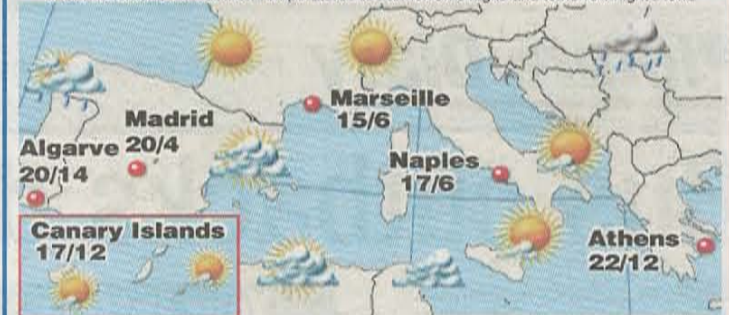 Marseille
15/6
Madrid
20/4
Algarve
20/14
Naples
17/6
Canary Islands
17/12
Athens
22/12